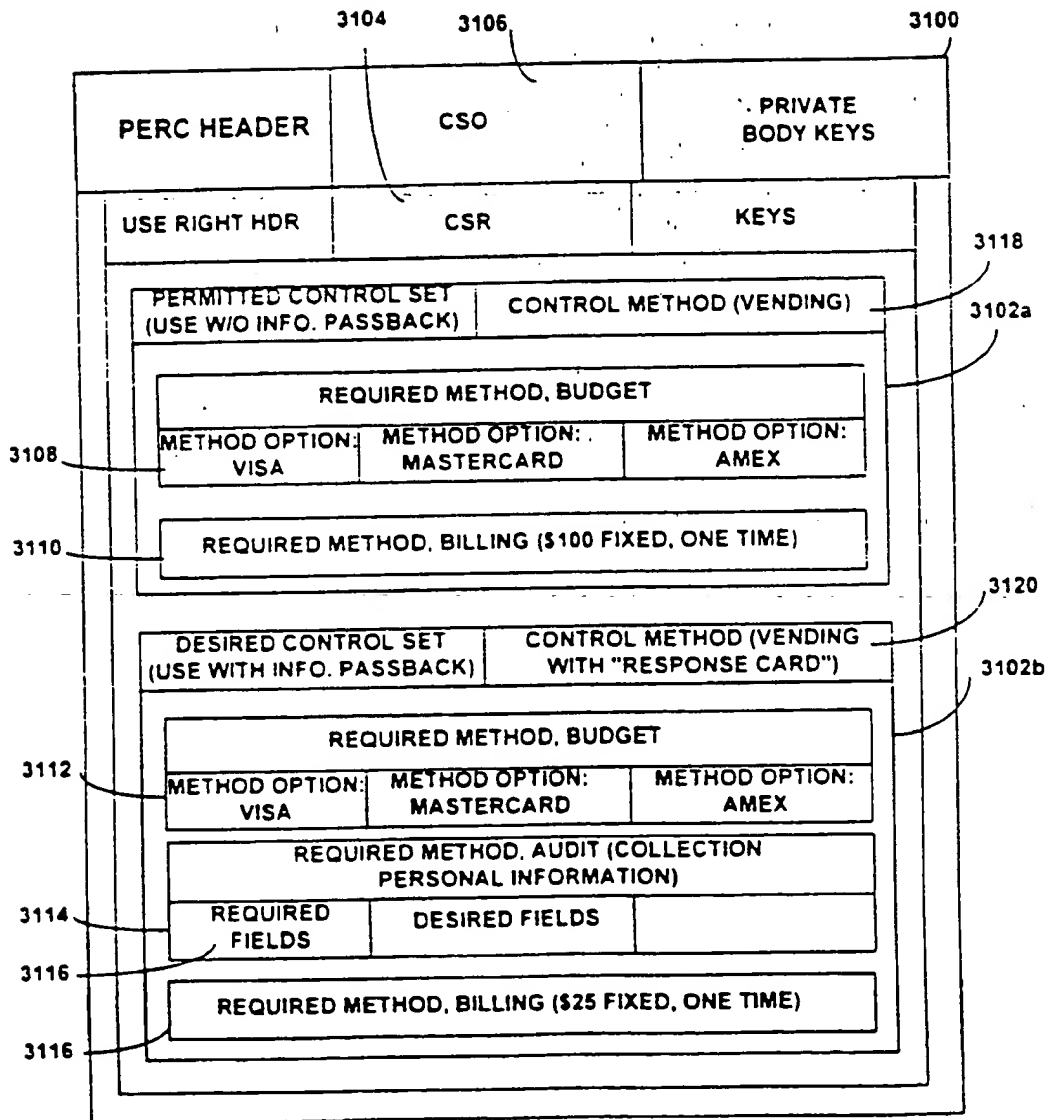 3104
3106
3100
PERC HEADER
CSO
PRIVATE
BODY KEYS
USE RIGHT HDR
CSR
KEYS
3118
PERMITTED CONTROL SET
(USE W/O INFO. PASSBACK)
CONTROL METHOD (VENDING)
3102a
REQUIRED METHOD, BUDGET
3108
METHOD OPTION:
VISA
METHOD OPTION:
MASTERCARD
METHOD OPTION:
AMEX
3110
REQUIRED METHOD, BILLING ($100 FIXED, ONE TIME)
3120
DESIRED CONTROL SET
(USE WITH INFO. PASSBACK)
CONTROL METHOD (VENDING
WITH "RESPONSE CARD")
3102b
REQUIRED METHOD, BUDGET
3112
METHOD OPTION:
VISA
METHOD OPTION:
MASTERCARD
METHOD OPTION:
AMEX
REQUIRED METHOD, AUDIT (COLLECTION
PERSONAL INFORMATION)
3114
REQUIRED
FIELDS
DESIRED FIELDS
3116
REQUIRED METHOD, BILLING ($25 FIXED, ONE TIME)
3116